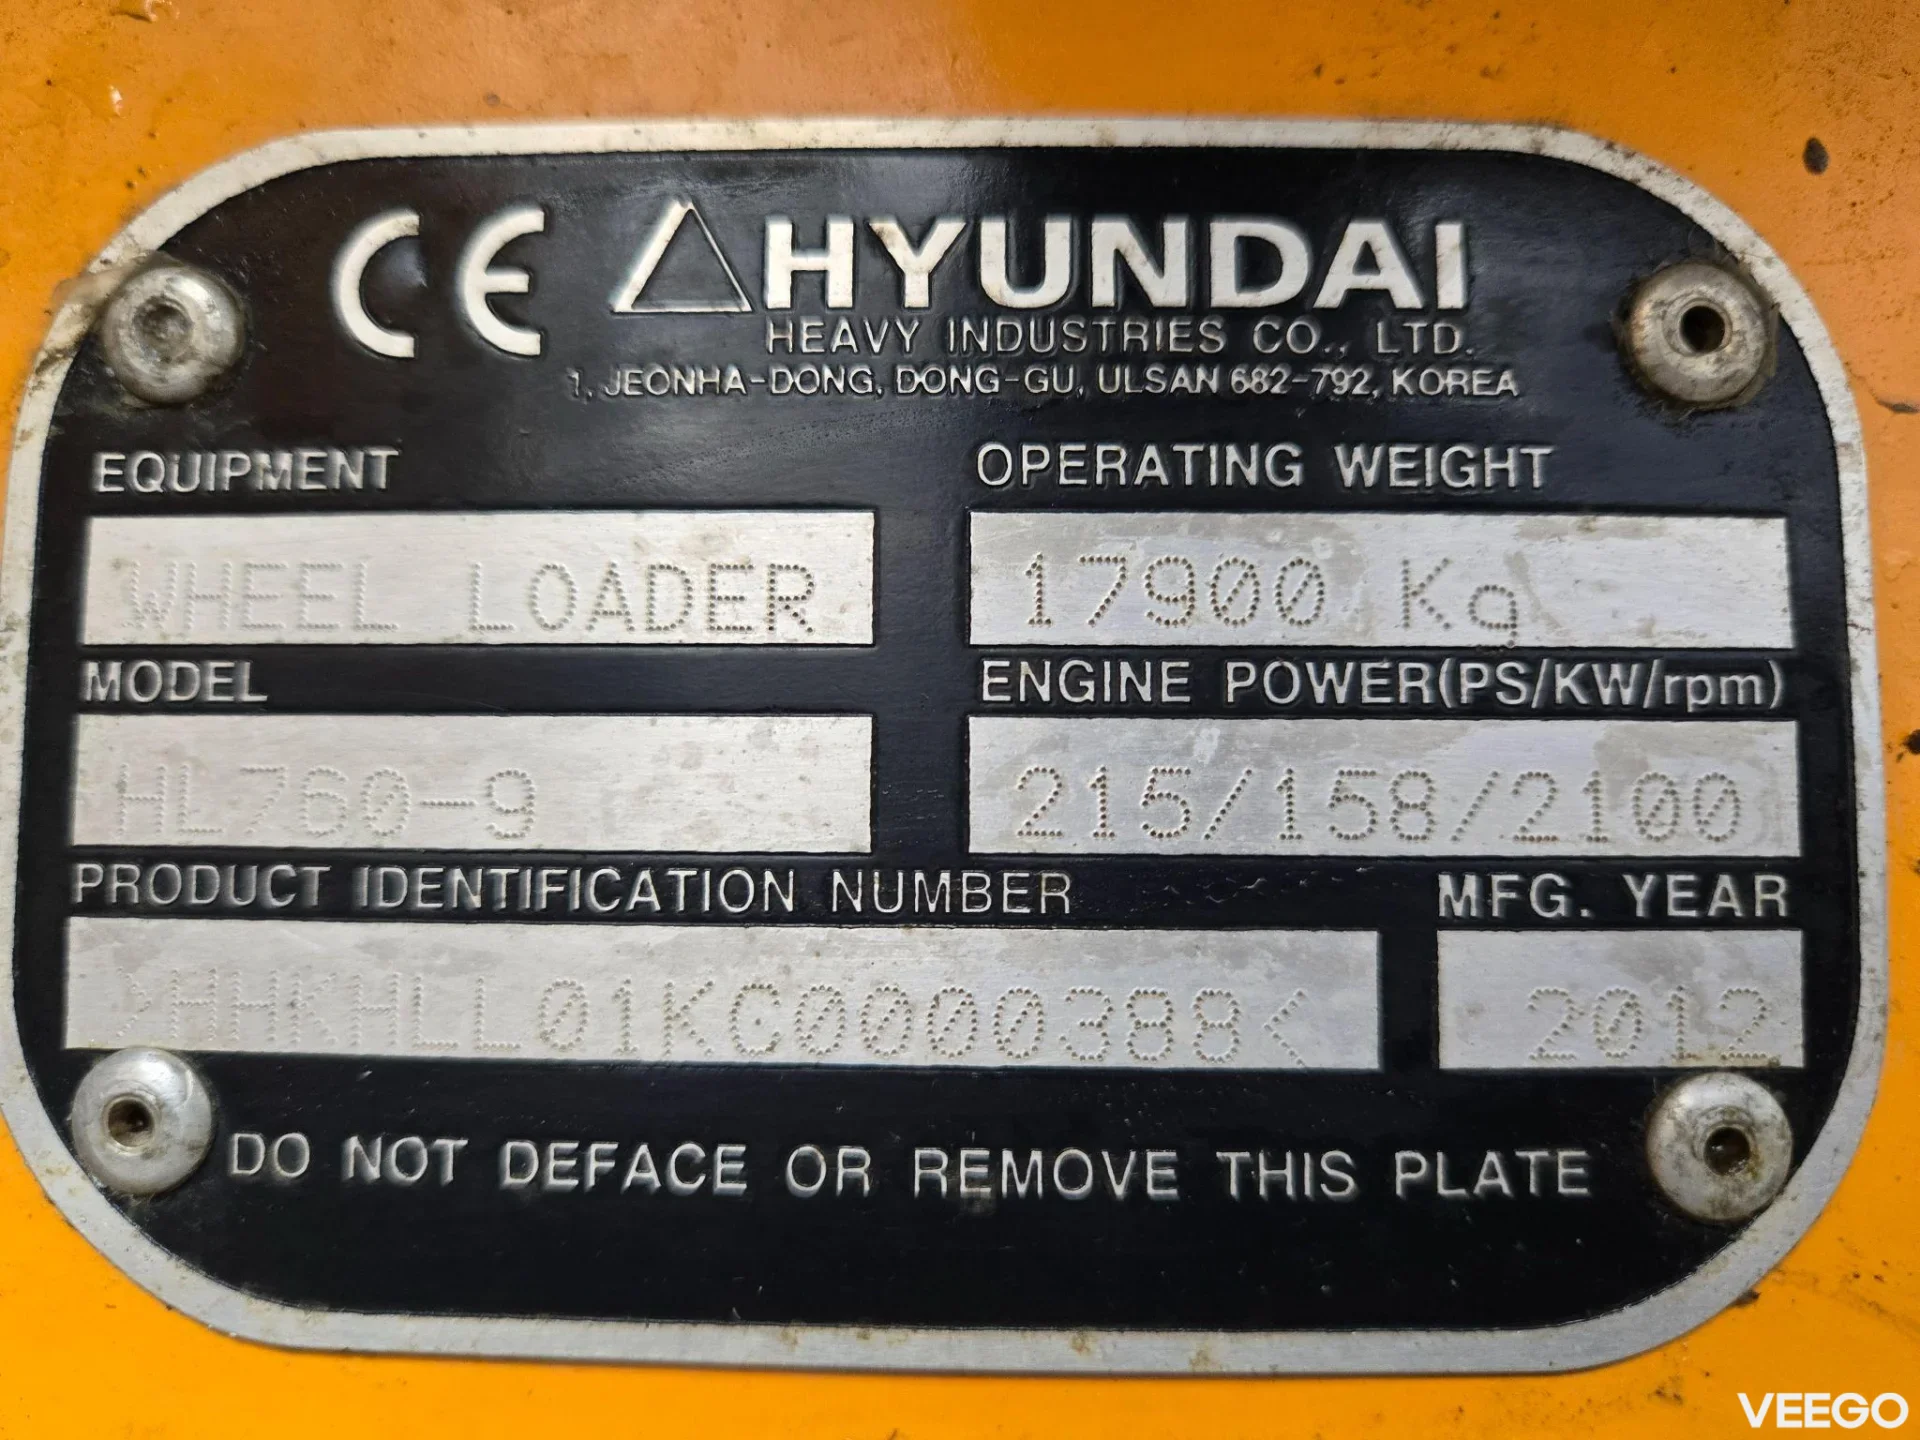 CE HYUNDAI
HEAVY INDUSTRIES CO., LTD.
1, JEONHA-DONG, DONG-GU, ULSAN 682-792, KOREA
EQUIPMENT
WHEEL LOADER
OPERATING WEIGHT
17900 Kg
MODEL
HL760-9
ENGINE POWER(PS/KW/rpm)
215/158/2100
PRODUCT IDENTIFICATION NUMBER
>HHKHLL01KC0000388<
MFG. YEAR
2012
DO NOT DEFACE OR REMOVE THIS PLATE
VEEGO